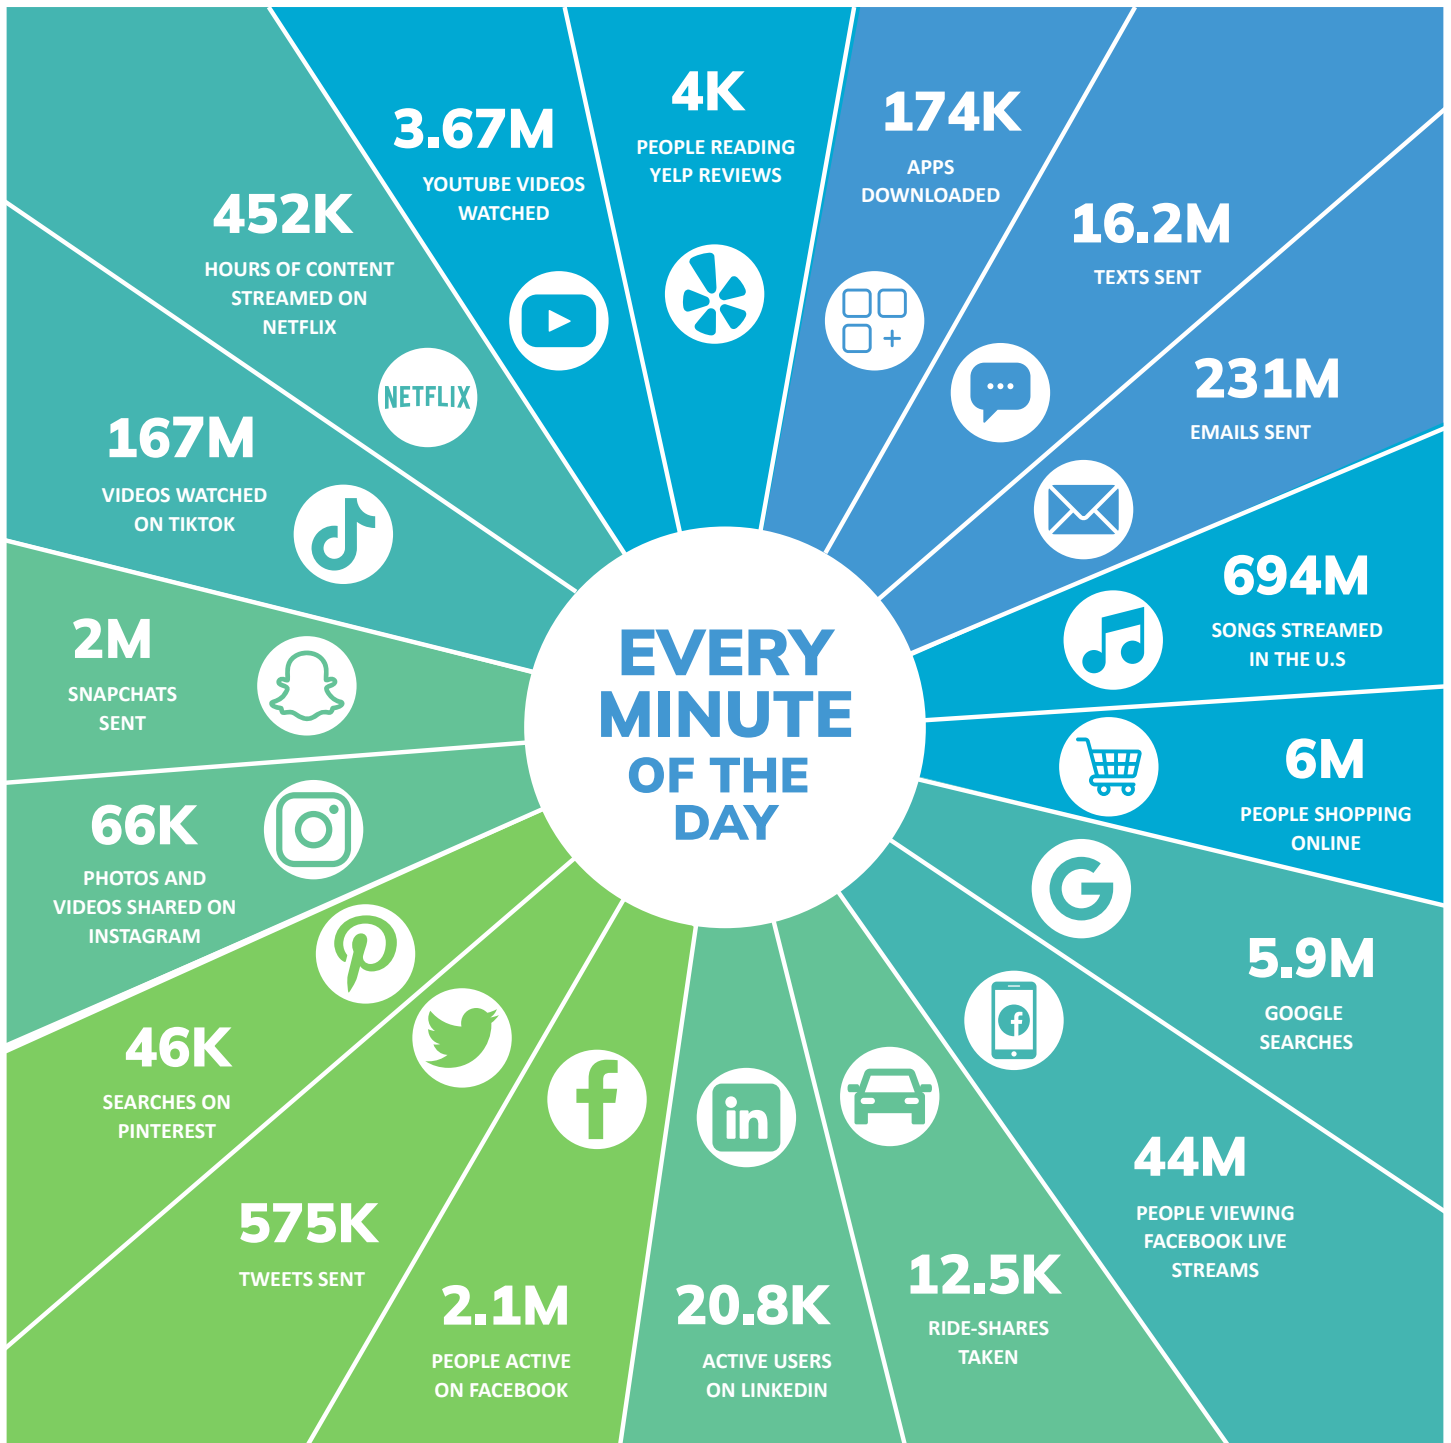 EVERY
MINUTE
OF THE
DAY
4K
PEOPLE READING
YELP REVIEWS
174K
APPS
DOWNLOADED
16.2M
TEXTS SENT
231M
EMAILS SENT
694M
SONGS STREAMED
IN THE U.S
6M
PEOPLE SHOPPING
ONLINE
G
5.9M
GOOGLE
SEARCHES
f
44M
PEOPLE VIEWING
FACEBOOK LIVE
STREAMS
12.5K
RIDE-SHARES
TAKEN
in
20.8K
ACTIVE USERS
ON LINKEDIN
f
2.1M
PEOPLE ACTIVE
ON FACEBOOK
575K
TWEETS SENT
46K
SEARCHES ON
PINTEREST
66K
PHOTOS AND
VIDEOS SHARED ON
INSTAGRAM
2M
SNAPCHATS
SENT
167M
VIDEOS WATCHED
ON TIKTOK
452K
HOURS OF CONTENT
STREAMED ON
NETFLIX
NETFLIX
3.67M
YOUTUBE VIDEOS
WATCHED